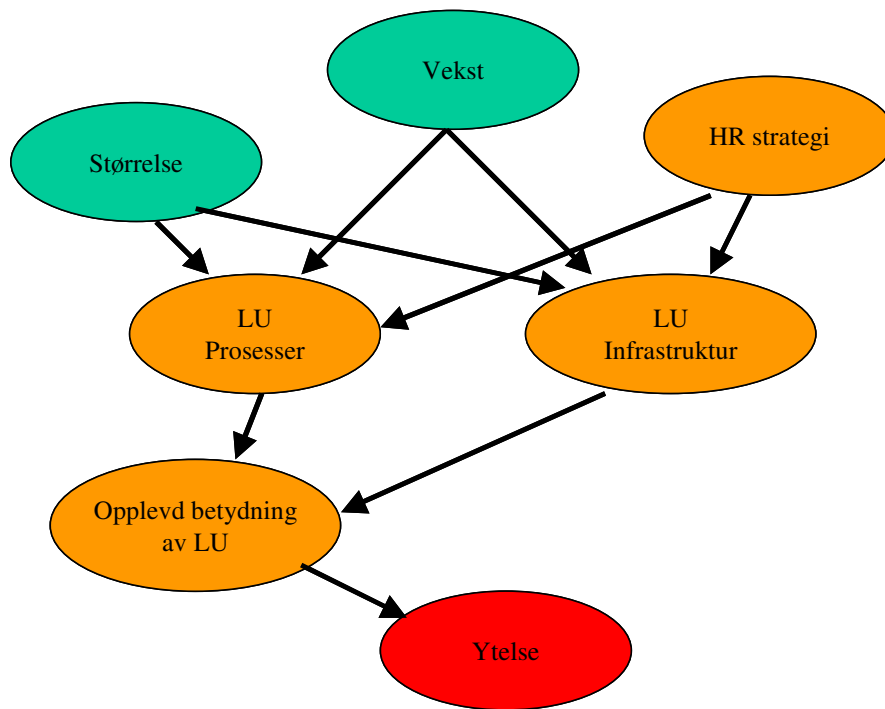 Vekst
HR strategi
Størrelse
LU
Prosesser
LU
Infrastruktur
Opplevd betydning
av LU
Ytelse